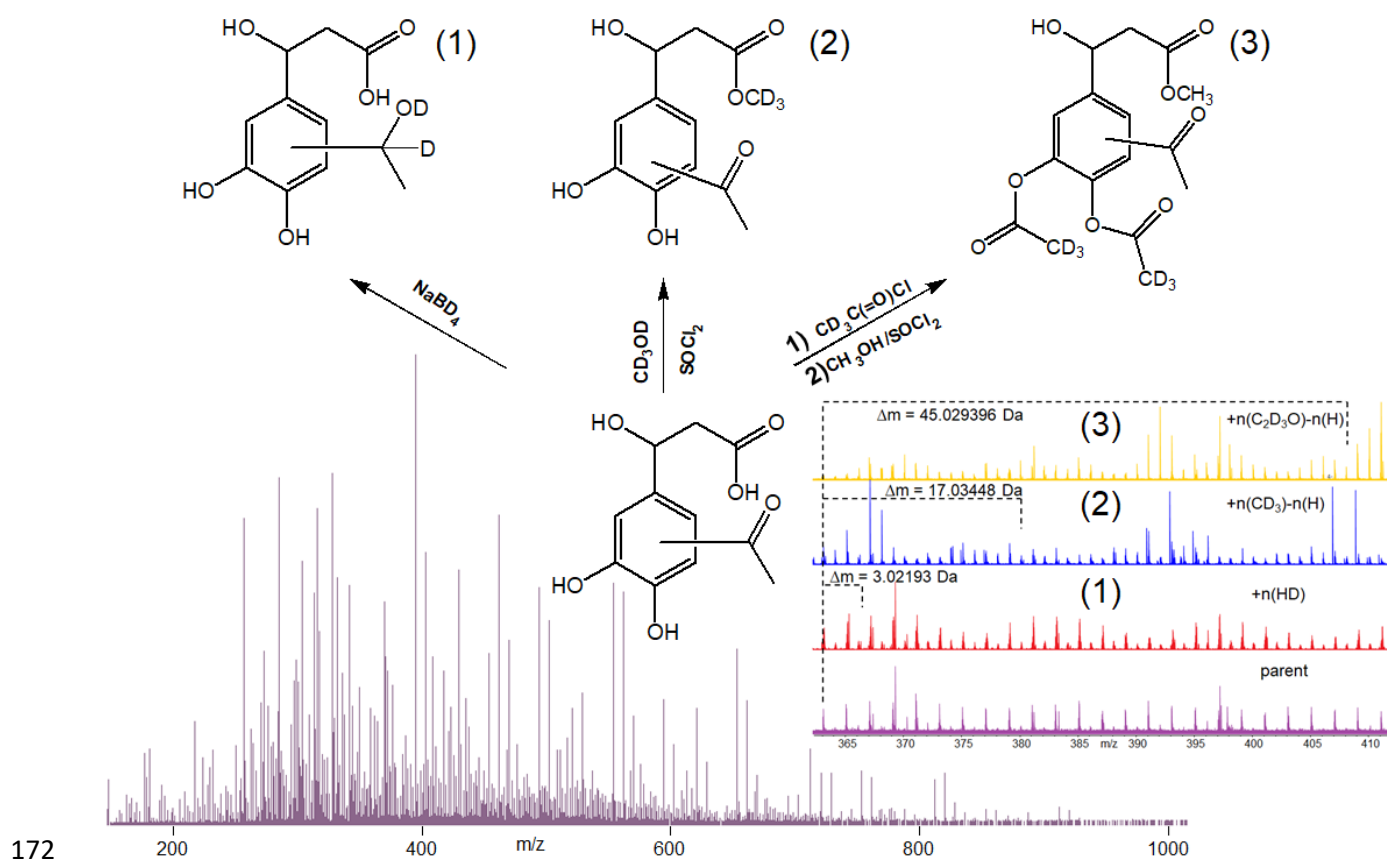 (1)
HO
O
OH
OD
D
HO
OH
(2)
HO
O
OCD₃
O
HO
OH
(3)
HO
O
OCH₃
O
O
O
O
O
CD₃
CD₃
NaBD₄
CD₃OD
SOCl₂
1) CD₃C(=O)Cl
2)CH₃OH/SOCl₂
HO
O
OH
O
HO
OH
Δm = 45.029396 Da
(3)
+n(C₂D₃O)-n(H)
Δm = 17.03448 Da
(2)
+n(CD₃)-n(H)
Δm = 3.02193 Da
(1)
+n(HD)
parent
365 370 375 380 385 m/z 390 395 400 405 410
172
200 400 m/z 600 800 1000